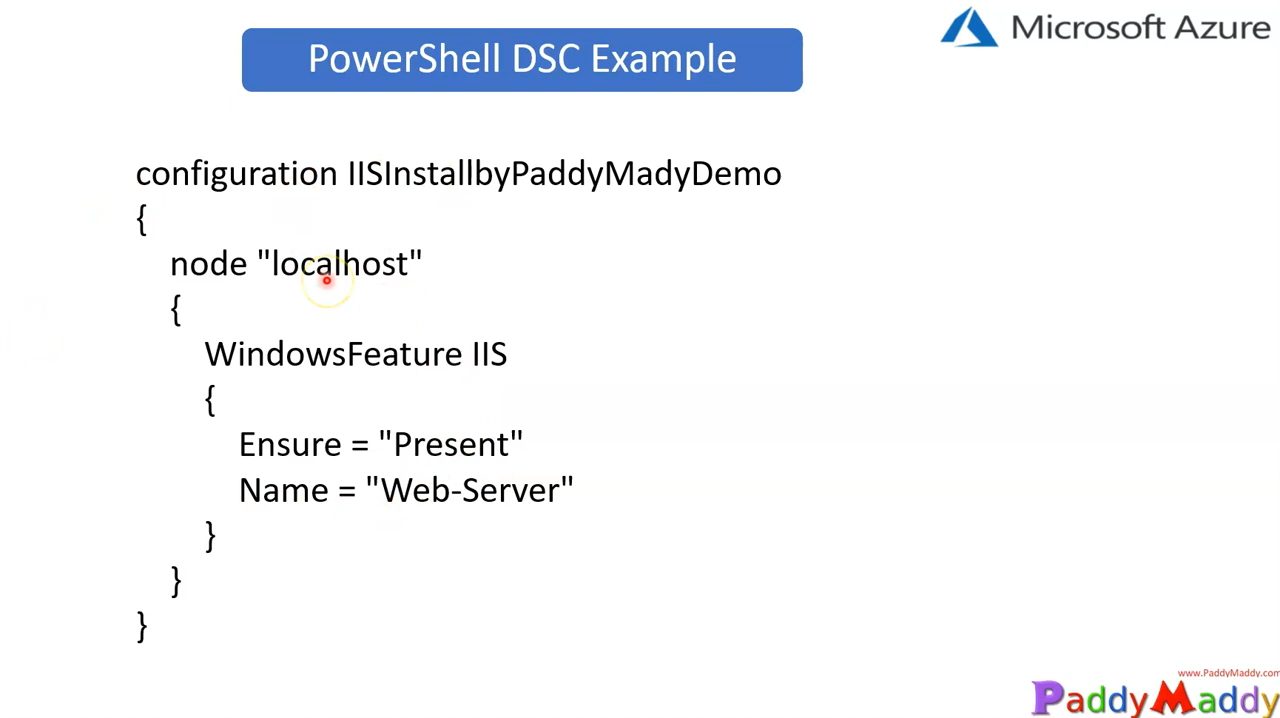 Microsoft Azure
PowerShell DSC Example
configuration IISInstallbyPaddyMadyDemo
{
node "localhost"
{
WindowsFeature IIS
{
Ensure = "Present"
Name = "Web-Server"
}
}
}
www.PaddyMaddy.com
PaddyMaddy